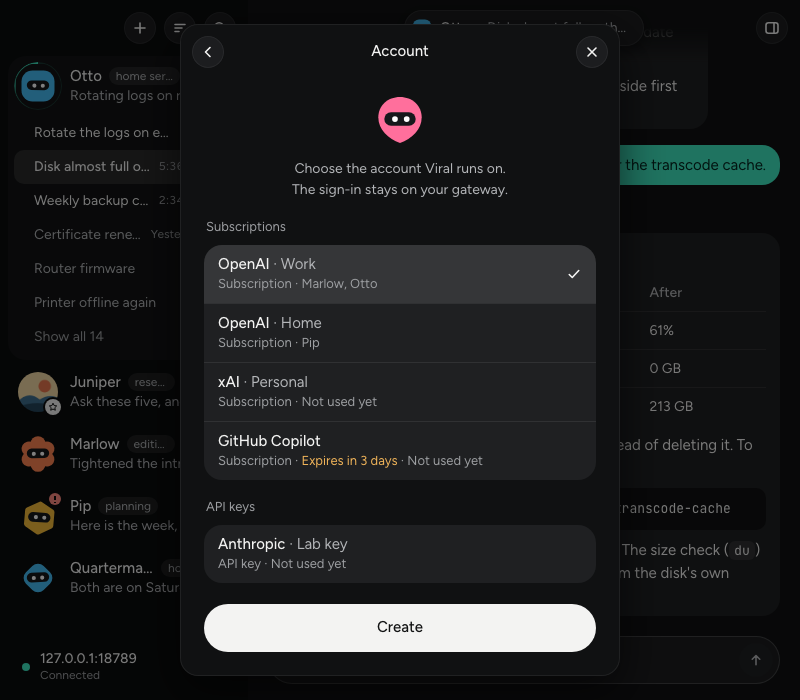 Account
Choose the account Viral runs on.
The sign-in stays on your gateway.
Subscriptions
OpenAI · Work
Subscription · Marlow, Otto
OpenAI · Home
Subscription · Pip
xAI · Personal
Subscription · Not used yet
GitHub Copilot
Subscription · Expires in 3 days · Not used yet
API keys
Anthropic · Lab key
API key · Not used yet
Create
Otto
home ser...
Rotating logs on
Rotate the logs on e...
Disk almost full o...
Weekly backup c...
Certificate rene...
Router firmware
Printer offline again
Show all 14
Juniper
rese...
Ask these five, an
Marlow
editi...
Tightened the
Pip
planning
Here is the week,
Quarterma...
Both are on
127.0.0.1:18789
Connected
side first
the transcode cache.
After
61%
0 GB
213 GB
of deleting it. To
transcode-cache
The size check ( du )
the disk's own